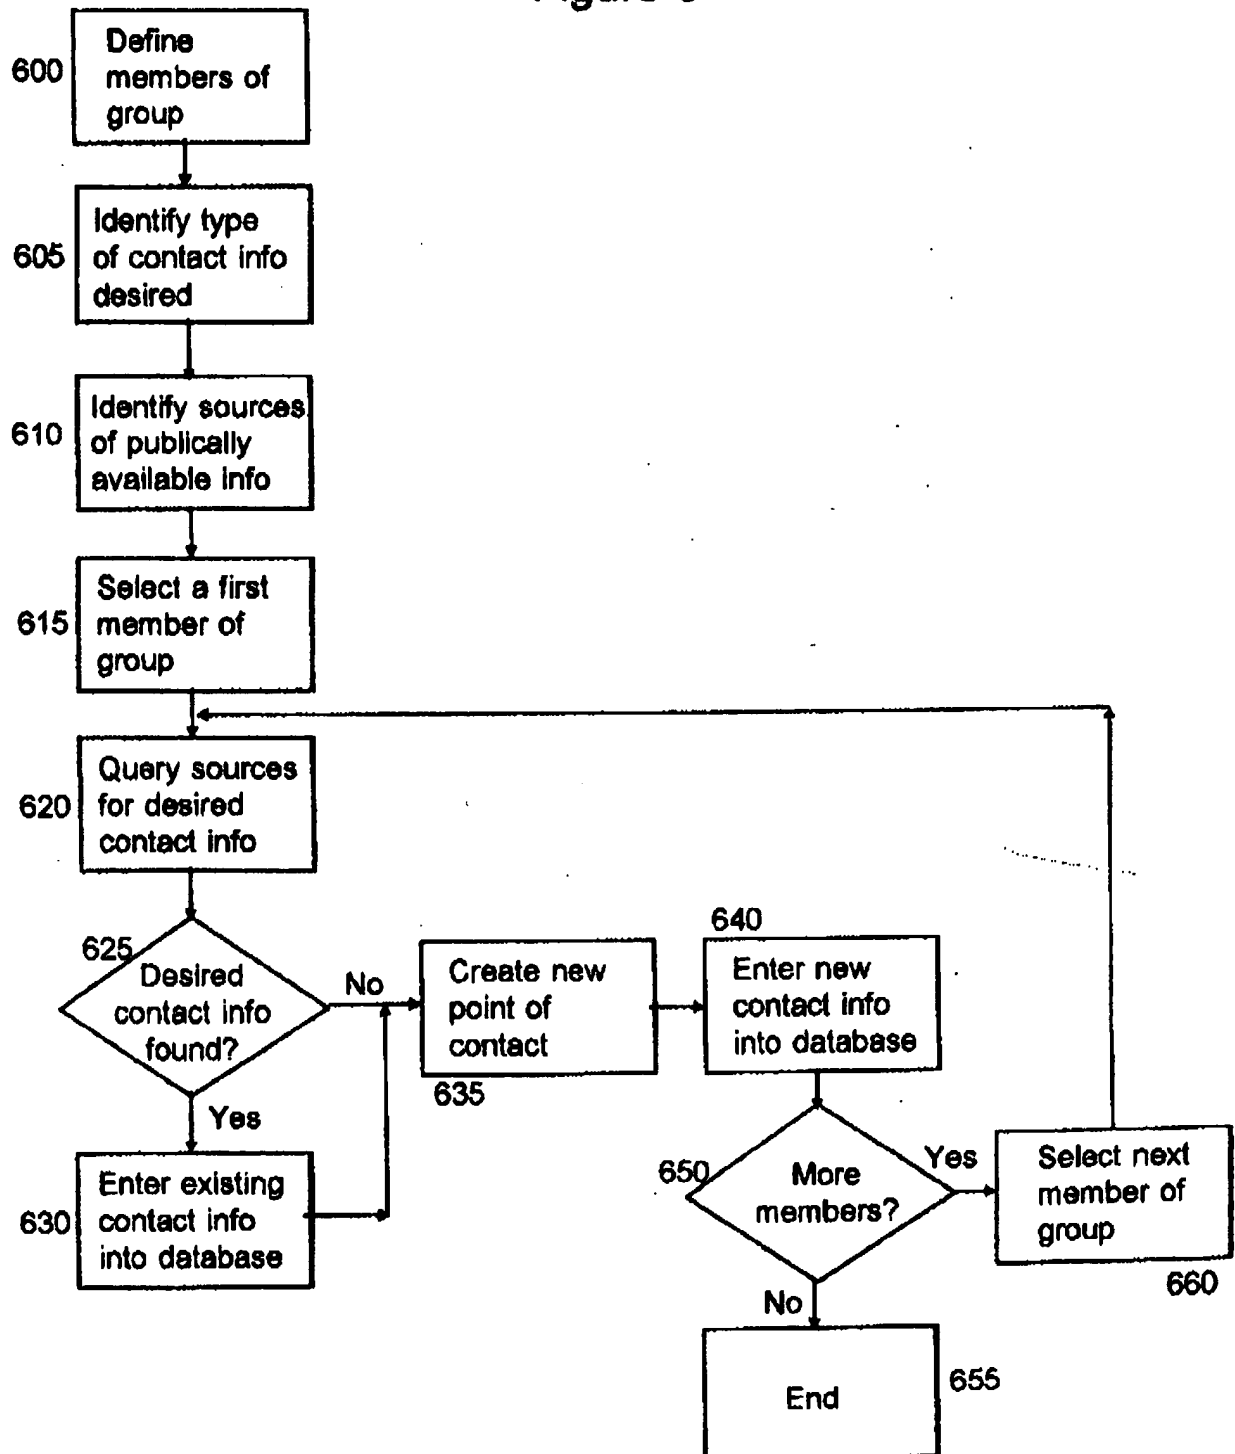 600
Define
members of
group
605
Identify type
of contact info
desired
610
Identify sources
of publically
available info
615
Select a first
member of
group
620
Query sources
for desired
contact info
625
Desired
contact info
found?
No
Yes
630
Enter existing
contact info
into database
Create new
point of
contact
635
640
Enter new
contact info
into database
650
More
members?
Yes
No
Select next
member of
group
660
End
655